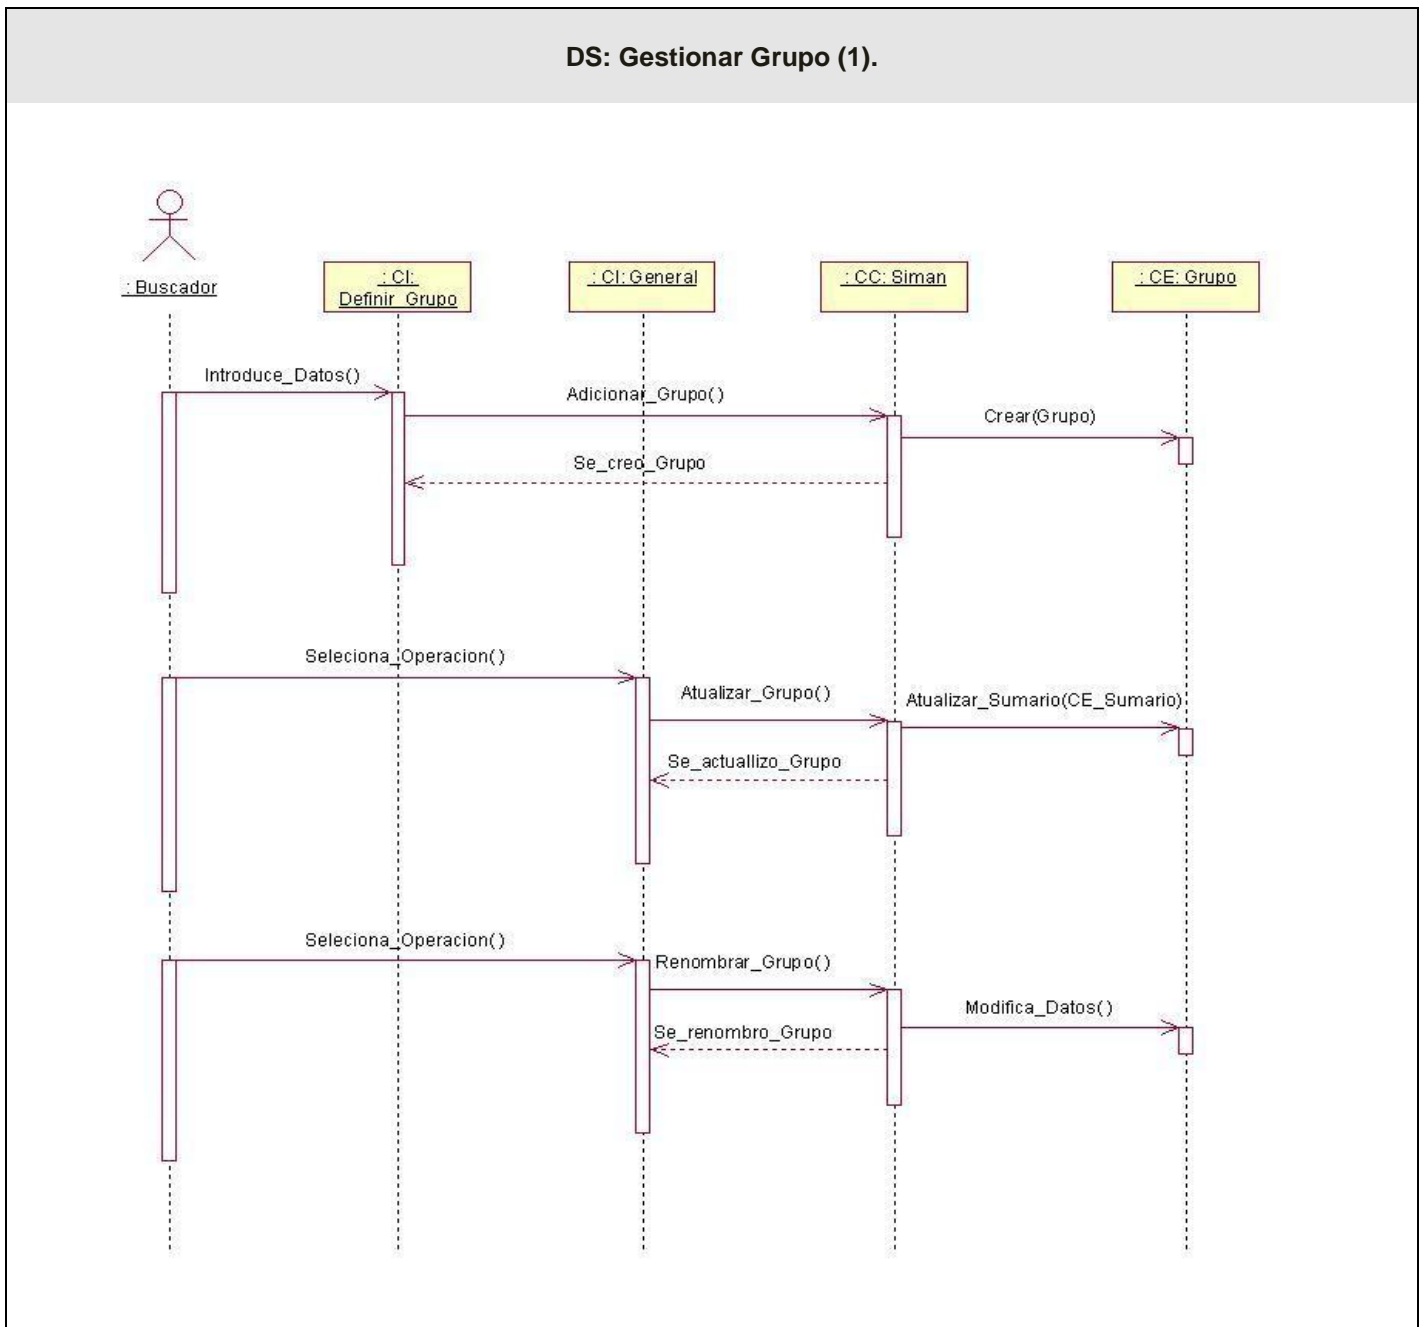 DS: Gestionar Grupo (1).
: Buscador
: CI:
Definir_Grupo
: CI: General
: CC: Siman
: CE: Grupo
Introduce_Datos()
Adicionar_Grupo()
Crear(Grupo)
Se_creo_Grupo
Seleciona_Operacion()
Atualizar_Grupo()
Atualizar_Sumario(CE_Sumario)
Se_actuallizo_Grupo
Seleciona_Operacion()
Renombrar_Grupo()
Modifica_Datos()
Se_renombro_Grupo